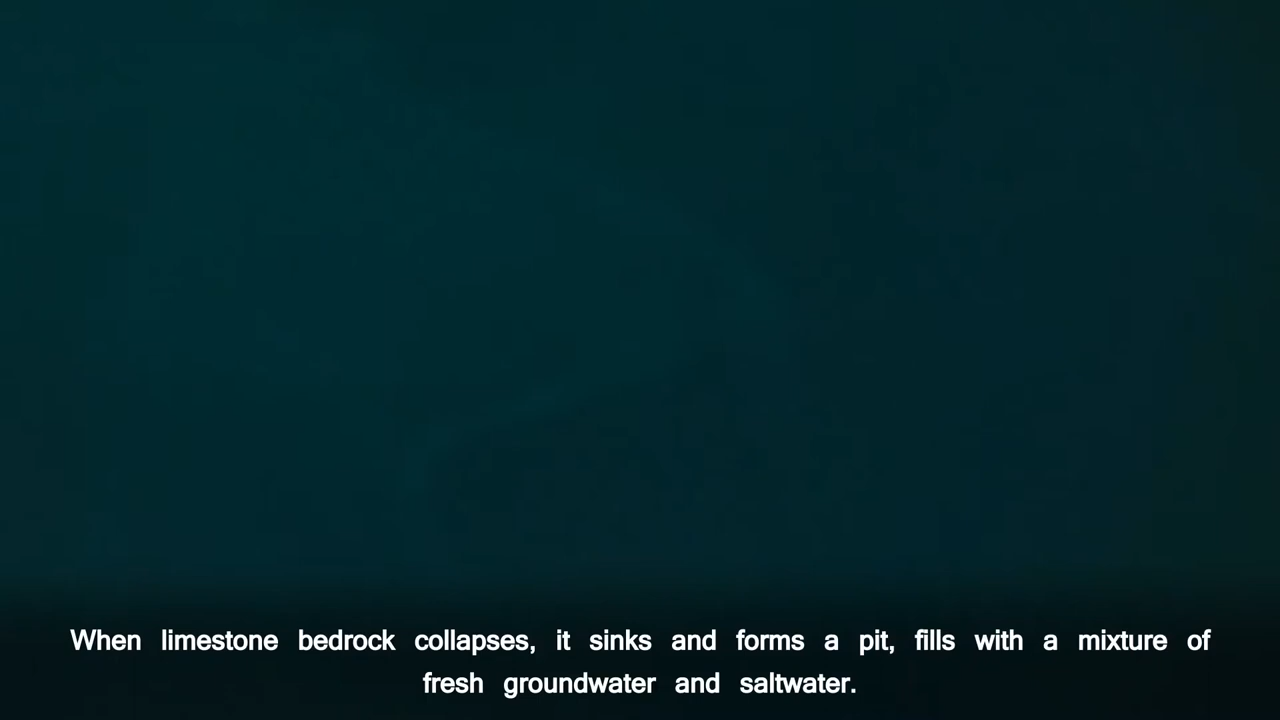 When limestone bedrock collapses, it sinks and forms a pit, fills with a mixture of
fresh groundwater and saltwater.